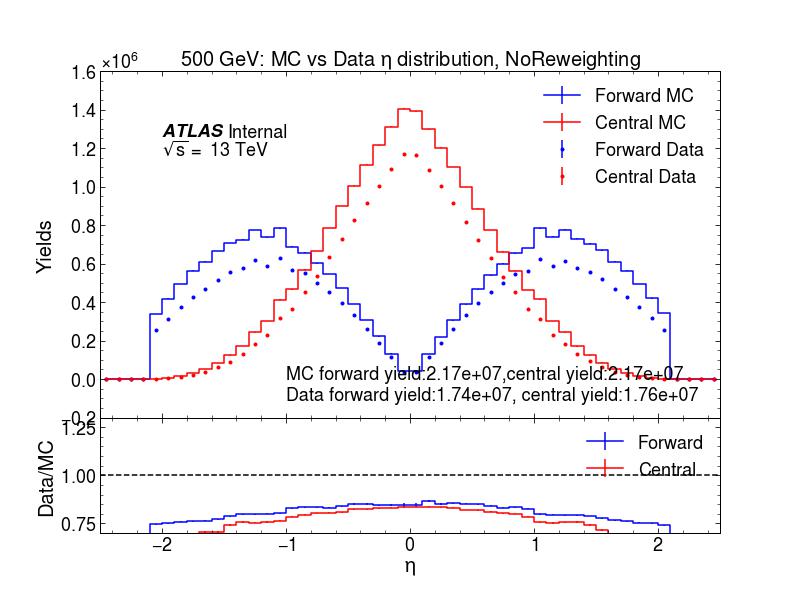 ×10⁶
500 GeV: MC vs Data η distribution, NoReweighting
1.6
1.4
1.2
1.0
0.8
0.6
0.4
0.2
0.0
0.2
Yields
ATLAS Internal
√s = 13 TeV
Forward MC
Central MC
Forward Data
Central Data
MC forward yield:2.17e+07,central yield:2.17e+07
Data forward yield:1.74e+07, central yield:1.76e+07
1.25
1.00
0.75
Data/MC
Forward
Central
−2 −1 0 1 2
η